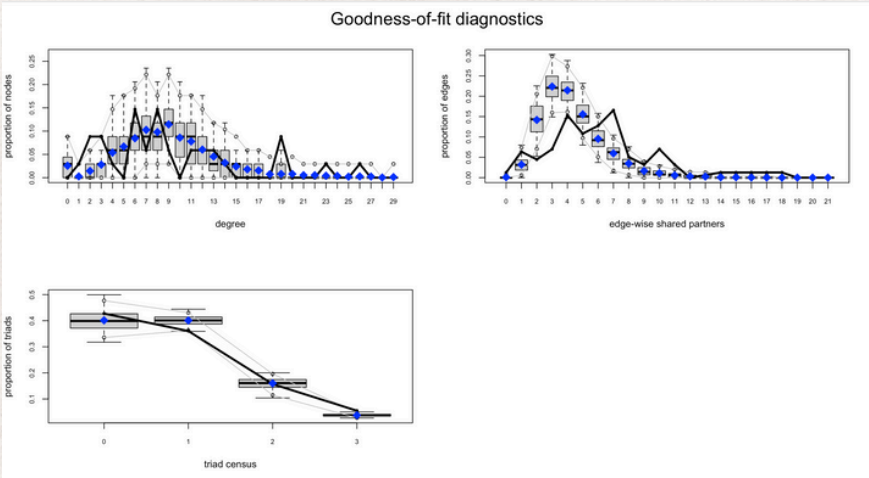 Goodness-of-fit diagnostics
proportion of nodes
0.00 0.05 0.10 0.15 0.20 0.25
0 1 2 3 4 5 6 7 8 9 11 13 15 17 19 21 23 25 27 29
degree
proportion of edges
0.00 0.05 0.10 0.15 0.20 0.25 0.30
0 1 2 3 4 5 6 7 8 9 10 11 12 13 14 15 16 17 18 19 20 21
edge-wise shared partners
proportion of triads
0.1 0.2 0.3 0.4 0.5
0 1 2 3
triad census